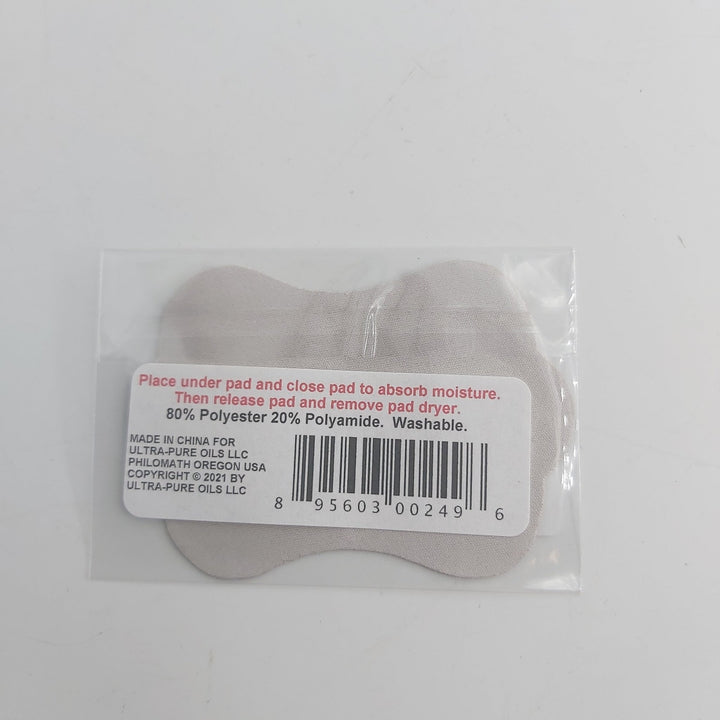 Place under pad and close pad to absorb moisture.
Then release pad and remove pad dryer.
80% Polyester 20% Polyamide. Washable.
MADE IN CHINA FOR
ULTRA-PURE OILS LLC
PHILOMATH OREGON USA
COPYRIGHT © 2021 BY
ULTRA-PURE OILS LLC
8 95603 00249 6